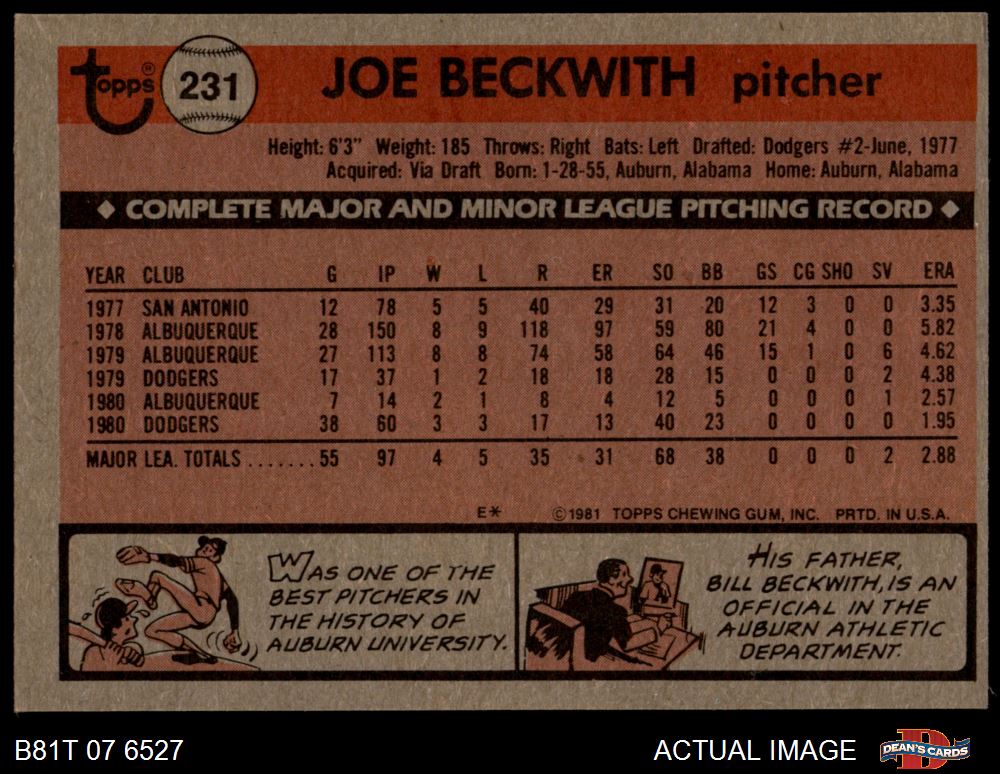 Topps® 231 JOE BECKWITH pitcher
Height: 6'3" Weight: 185 Throws: Right Bats: Left Drafted: Dodgers #2-June, 1977
Acquired: Via Draft Born: 1-28-55, Auburn, Alabama Home: Auburn, Alabama
◆ COMPLETE MAJOR AND MINOR LEAGUE PITCHING RECORD ◆
YEAR CLUB G IP W L R ER SO BB GS CG SHO SV ERA
1977 SAN ANTONIO 12 78 5 5 40 29 31 20 12 3 0 0 3.35
1978 ALBUQUERQUE 28 150 8 9 118 97 59 80 21 4 0 0 5.82
1979 ALBUQUERQUE 27 113 8 8 74 58 64 46 15 1 0 6 4.62
1979 DODGERS 17 37 1 2 18 18 28 15 0 0 0 2 4.38
1980 ALBUQUERQUE 7 14 2 1 8 4 12 5 0 0 0 1 2.57
1980 DODGERS 38 60 3 3 17 13 40 23 0 0 0 0 1.95
MAJOR LEA. TOTALS .......55 97 4 5 35 31 68 38 0 0 0 2 2.88
E* ©1981 TOPPS CHEWING GUM, INC. PRTD. IN U.S.A.
WAS ONE OF THE
BEST PITCHERS IN
THE HISTORY OF
AUBURN UNIVERSITY.
HIS FATHER,
BILL BECKWITH, IS AN
OFFICIAL IN THE
AUBURN ATHLETIC
DEPARTMENT.
B81T 07 6527 ACTUAL IMAGE DEAN'S CARDS